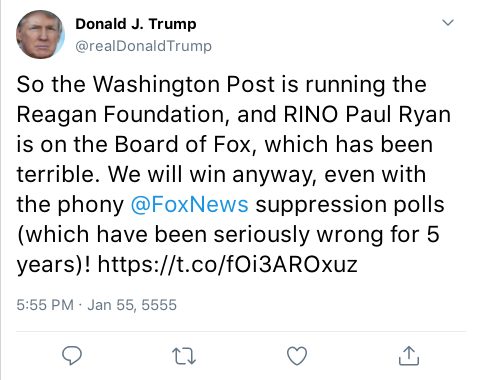 Donald J. Trump
@realDonaldTrump
So the Washington Post is running the
Reagan Foundation, and RINO Paul Ryan
is on the Board of Fox, which has been
terrible. We will win anyway, even with
the phony @FoxNews suppression polls
(which have been seriously wrong for 5
years)! https://t.co/fOi3AROxuz
5:55 PM · Jan 55, 5555